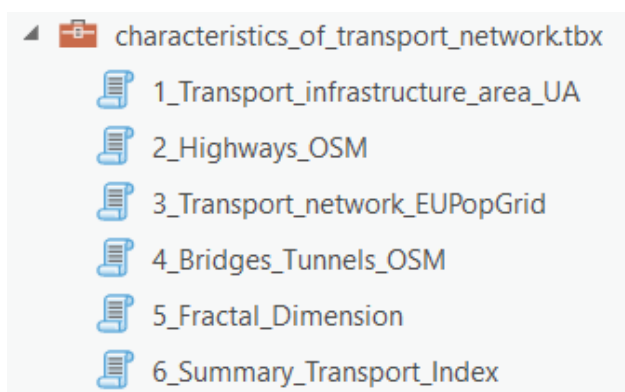 characteristics_of_transport_network.tbx
1_Transport_infrastructure_area_UA
2_Highways_OSM
3_Transport_network_EUPopGrid
4_Bridges_Tunnels_OSM
5_Fractal_Dimension
6_Summary_Transport_Index